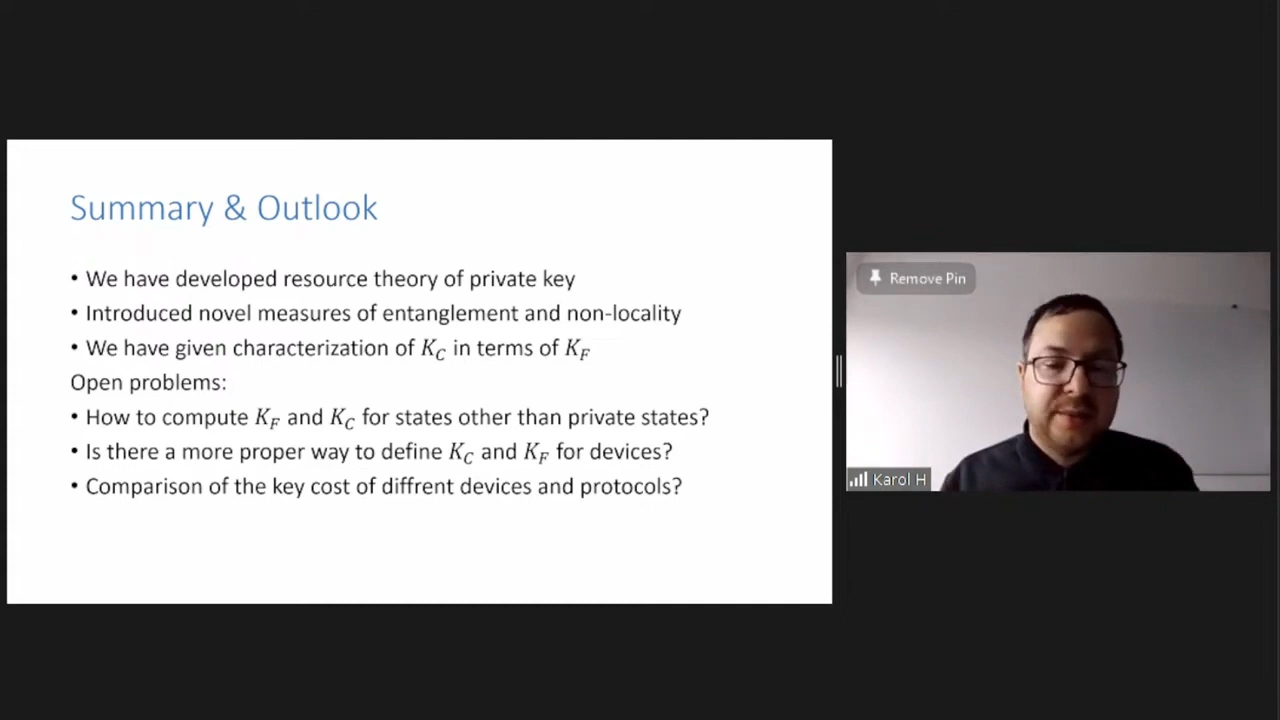 Summary & Outlook
• We have developed resource theory of private key
• Introduced novel measures of entanglement and non-locality
• We have given characterization of K_C in terms of K_F
Open problems:
• How to compute K_F and K_C for states other than private states?
• Is there a more proper way to define K_C and K_F for devices?
• Comparison of the key cost of diffrent devices and protocols?
Remove Pin
Karol H